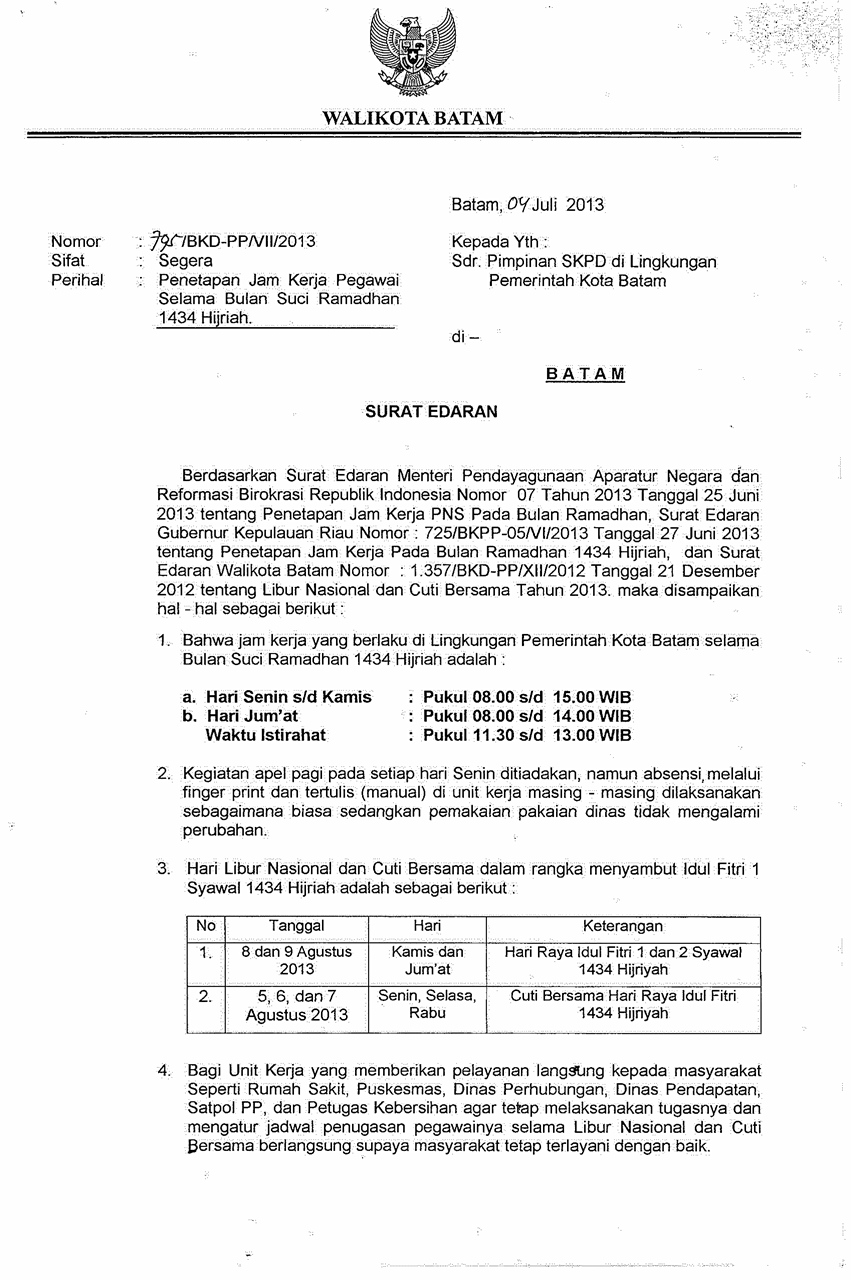 WALIKOTA BATAM
Batam, 04 Juli 2013
Nomor : 795/BKD-PP/VII/2013
Sifat : Segera
Perihal : Penetapan Jam Kerja Pegawai
Selama Bulan Suci Ramadhan
1434 Hijriah.
Kepada Yth :
Sdr. Pimpinan SKPD di Lingkungan
Pemerintah Kota Batam
di –
B A T A M
SURAT EDARAN
Berdasarkan Surat Edaran Menteri Pendayagunaan Aparatur Negara dan
Reformasi Birokrasi Republik Indonesia Nomor 07 Tahun 2013 Tanggal 25 Juni
2013 tentang Penetapan Jam Kerja PNS Pada Bulan Ramadhan, Surat Edaran
Gubernur Kepulauan Riau Nomor : 725/BKPP-05/VI/2013 Tanggal 27 Juni 2013
tentang Penetapan Jam Kerja Pada Bulan Ramadhan 1434 Hijriah, dan Surat
Edaran Walikota Batam Nomor : 1.357/BKD-PP/XII/2012 Tanggal 21 Desember
2012 tentang Libur Nasional dan Cuti Bersama Tahun 2013. maka disampaikan
hal - hal sebagai berikut :
1. Bahwa jam kerja yang berlaku di Lingkungan Pemerintah Kota Batam selama
Bulan Suci Ramadhan 1434 Hijriah adalah :
a. Hari Senin s/d Kamis : Pukul 08.00 s/d 15.00 WIB
b. Hari Jum'at : Pukul 08.00 s/d 14.00 WIB
Waktu Istirahat : Pukul 11.30 s/d 13.00 WIB
2. Kegiatan apel pagi pada setiap hari Senin ditiadakan, namun absensi, melalui
finger print dan tertulis (manual) di unit kerja masing - masing dilaksanakan
sebagaimana biasa sedangkan pemakaian pakaian dinas tidak mengalami
perubahan.
3. Hari Libur Nasional dan Cuti Bersama dalam rangka menyambut Idul Fitri 1
Syawal 1434 Hijriah adalah sebagai berikut :
No Tanggal Hari Keterangan
1. 8 dan 9 Agustus Kamis dan Hari Raya Idul Fitri 1 dan 2 Syawal
2013 Jum'at 1434 Hijriyah
2. 5, 6, dan 7 Senin, Selasa, Cuti Bersama Hari Raya Idul Fitri
Agustus 2013 Rabu 1434 Hijriyah
4. Bagi Unit Kerja yang memberikan pelayanan langsung kepada masyarakat
Seperti Rumah Sakit, Puskesmas, Dinas Perhubungan, Dinas Pendapatan,
Satpol PP, dan Petugas Kebersihan agar tetap melaksanakan tugasnya dan
mengatur jadwal penugasan pegawainya selama Libur Nasional dan Cuti
Bersama berlangsung supaya masyarakat tetap terlayani dengan baik.